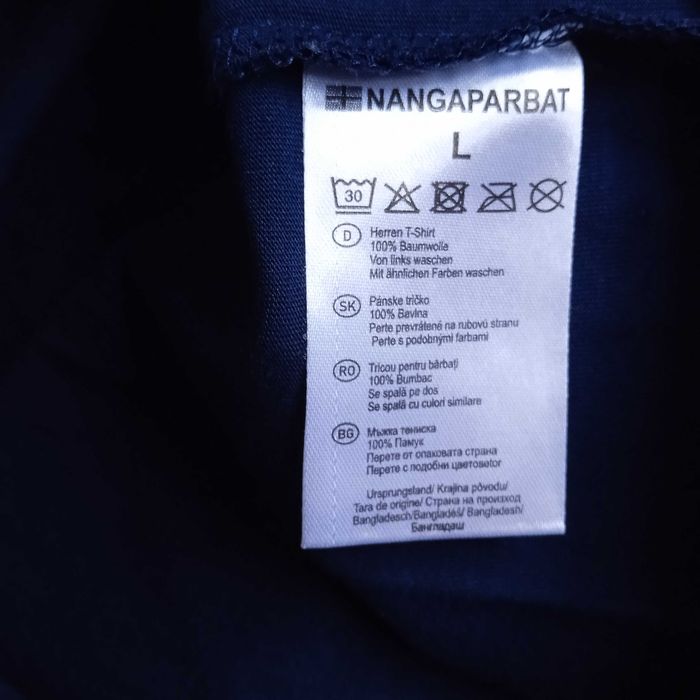 NANGAPARBAT
L
30
D
Herren T-Shirt
100% Baumwolle
Von links waschen
Mit ähnlichen Farben waschen
SK
Pánske tričko
100% Bavlna
Perte prevrátené na rubovú stranu
Perte s podobnými farbami
RO
Tricou pentru bărbați
100% Bumbac
Se spală pe dos
Se spală cu culori similare
BG
Мъжка тениска
100% Памук
Перете от опаковата страна
Перете с подобни цветовetor
Ursprungsland/ Krajina pôvodu/
Tara de origine/ Страна на произход
Bangladesch/Bangladéš/ Bangladesh/
Бангладаш